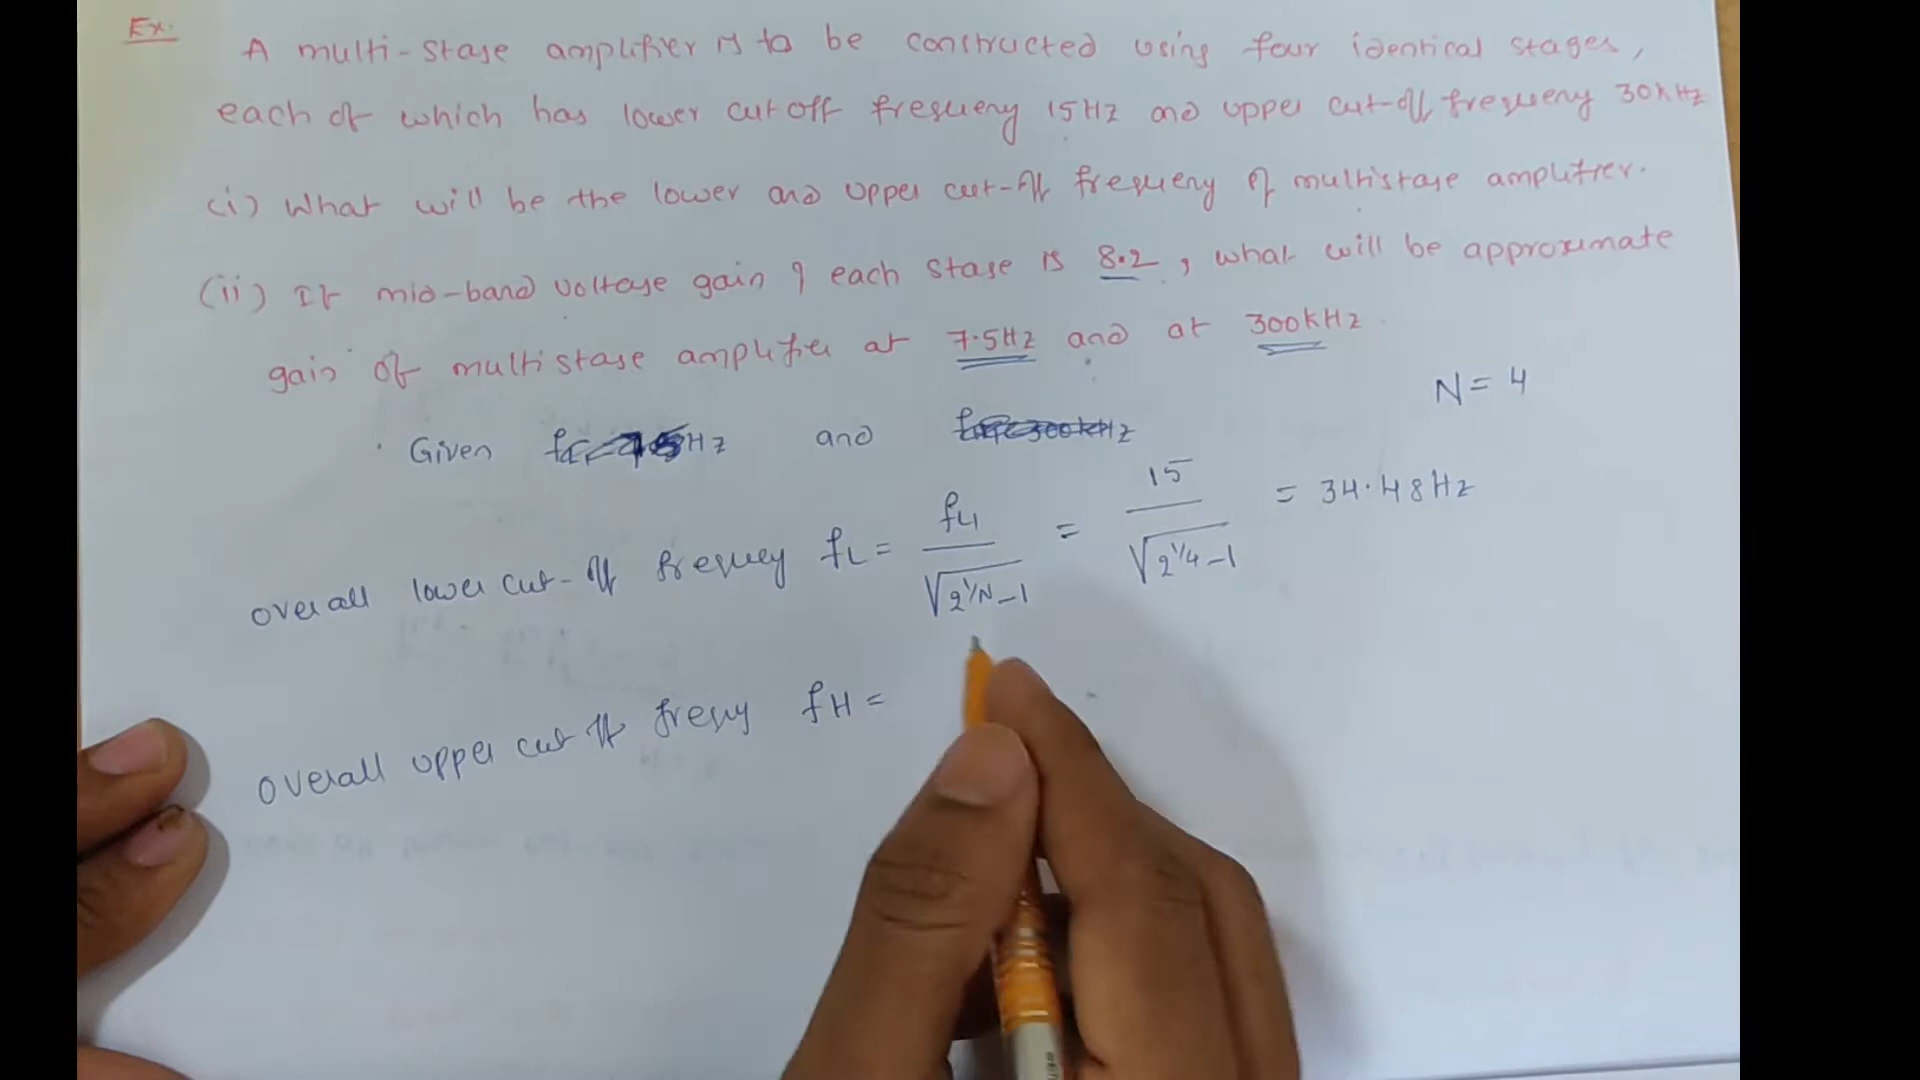 Ex.
A multi-stage amplifier is to be constructed using four identical stages,
each of which has lower cut off frequency 15Hz and upper cut-off frequency 30kHz
(i) What will be the lower and upper cut-off frequency of multistage amplifier.
(ii) If mid-band voltage gain of each stage is 8.2, what will be approximate
gain of multistage amplifier at 7.5Hz and at 300kHz.
N = 4
Given Hz and
overall lower cut-off frequency fL = fL1 / √2^1/N-1 = 15 / √2^1/4-1 = 34.48Hz
overall upper cut off freqy fH =